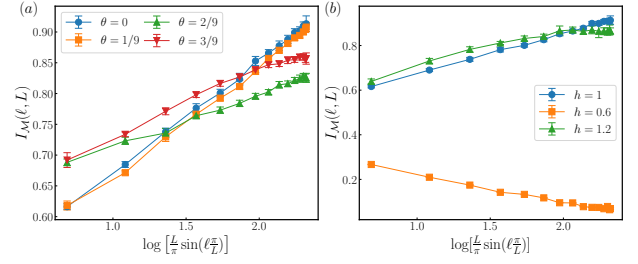 (a)
θ = 0
θ = 1/9
θ = 2/9
θ = 3/9
0.90
0.85
0.80
0.75
0.70
0.65
0.60
I_ℳ(ℓ, L)
1.0
1.5
2.0
log [L/π sin(ℓπ/L)]
(b)
h = 1
h = 0.6
h = 1.2
0.8
0.6
0.4
0.2
I_ℳ(ℓ, L)
1.0
1.5
2.0
log[L/π sin(ℓπ/L)]